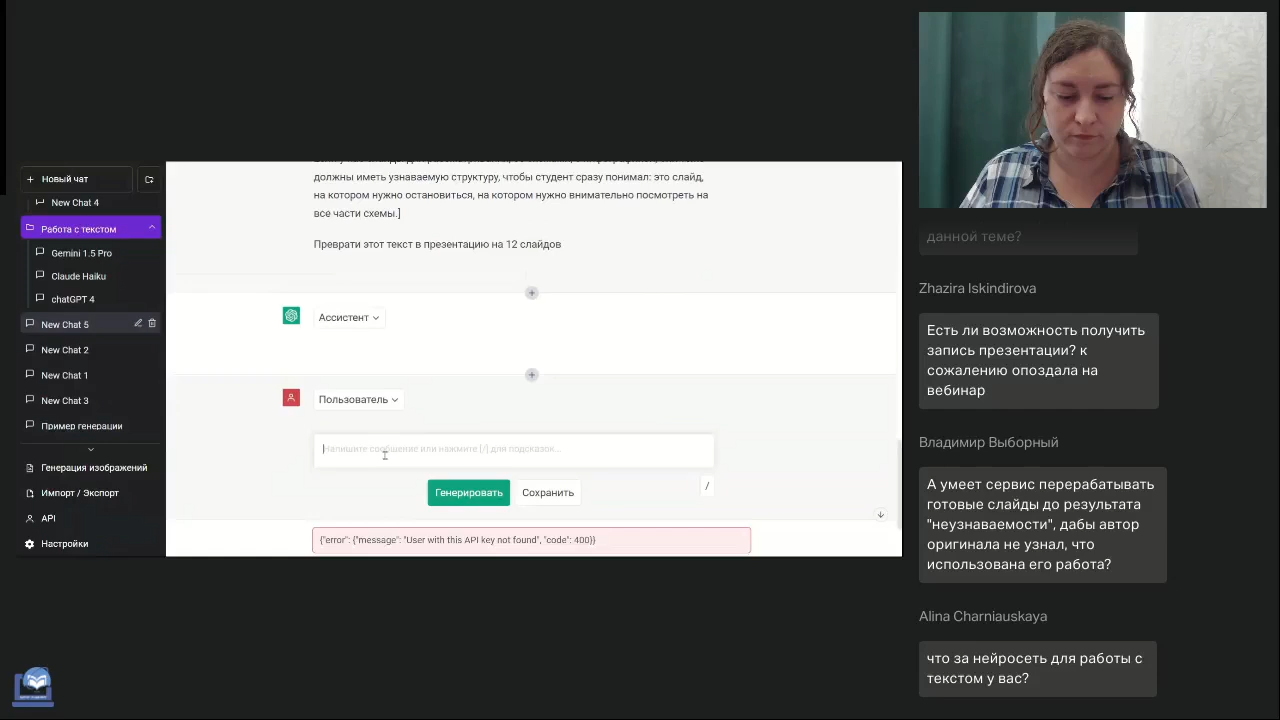 должны иметь узнаваемую структуру, чтобы студент сразу понимал: это слайд,
на котором нужно остановиться, на котором нужно внимательно посмотреть на
все части схемы.]
Преврати этот текст в презентацию на 12 слайдов
Новый чат
New Chat 4
Работа с текстом
Gemini 1.5 Pro
Claude Haiku
chatGPT 4
New Chat 5
New Chat 2
New Chat 1
New Chat 3
Пример генерации
Генерация изображений
Импорт / Экспорт
API
Настройки
Ассистент
Пользователь
Напишите сообщение или нажмите [/] для подсказок...
Генерировать
Сохранить
/
{"error": {"message": "User with this API key not found", "code": 400}}
данной теме?
Zhazira Iskindirova
Есть ли возможность получить
запись презентации? к
сожалению опоздала на
вебинар
Владимир Выборный
А умеет сервис перерабатывать
готовые слайды до результата
"неузнаваемости", дабы автор
оригинала не узнал, что
использована его работа?
Alina Charniauskaya
что за нейросеть для работы с
текстом у вас?